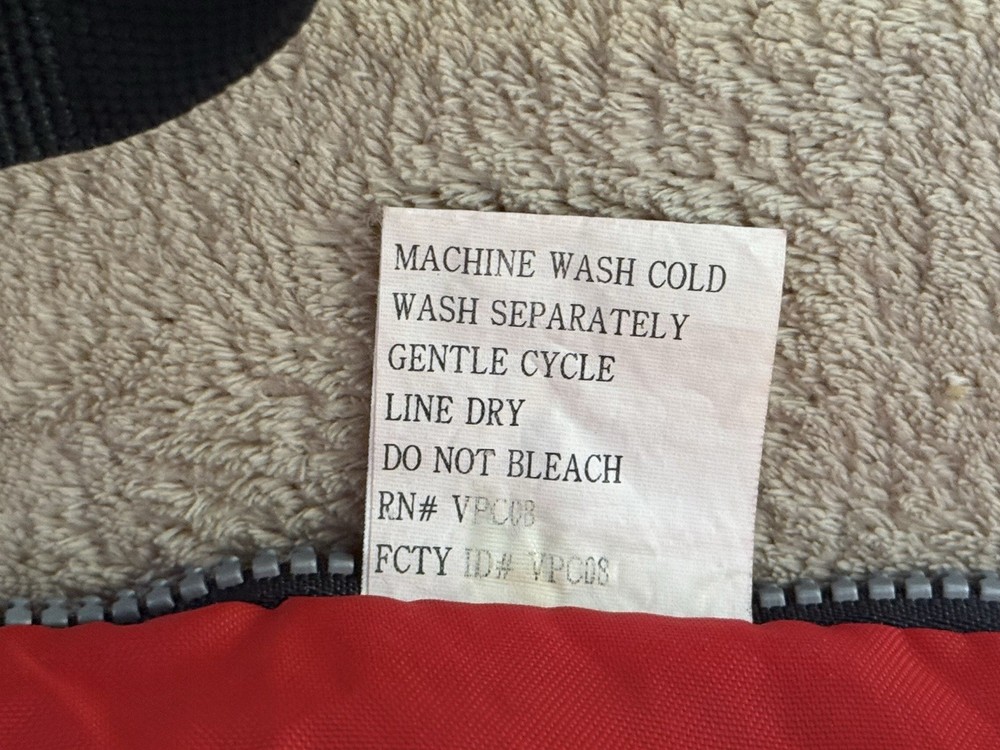 MACHINE WASH COLD
WASH SEPARATELY
GENTLE CYCLE
LINE DRY
DO NOT BLEACH
RN# VPC08
FCTY ID# VPC08